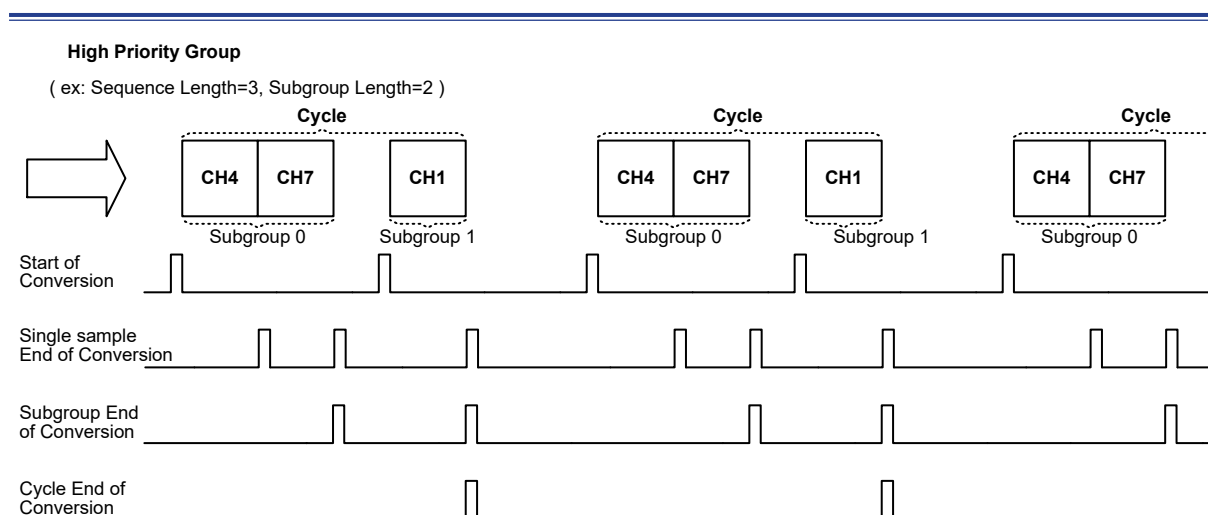 High Priority Group
( ex: Sequence Length=3, Subgroup Length=2 )
Cycle Cycle Cycle
CH4 CH7 CH1 CH4 CH7 CH1 CH4 CH7
Subgroup 0 Subgroup 1 Subgroup 0 Subgroup 1 Subgroup 0
Start of
Conversion
Single sample
End of Conversion
Subgroup End
of Conversion
Cycle End of
Conversion